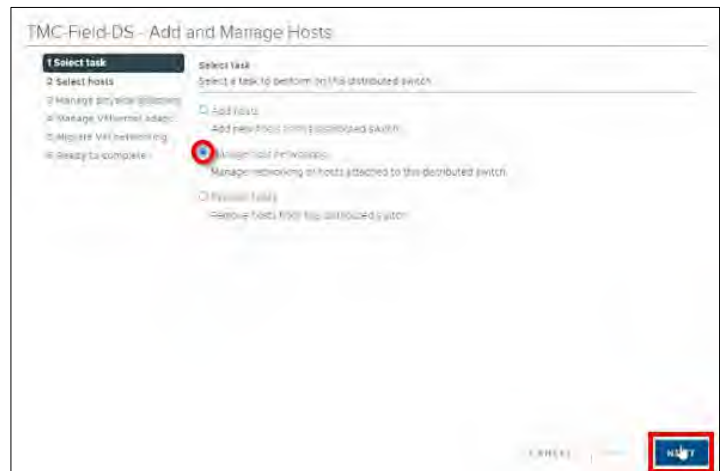 TMC-Field-DS - Add and Manage Hosts
1 Select task
2 Select hosts
3 Manage physical adapters
4 Manage VMkernel adapt...
5 Migrate VM networking
6 Ready to complete
Select task
Select a task to perform on this distributed switch.
Add hosts
Add new hosts to this distributed switch.
Manage host networking
Manage networking of hosts attached to this distributed switch.
Remove hosts
Remove hosts from this distributed switch.
CANCEL
NEXT